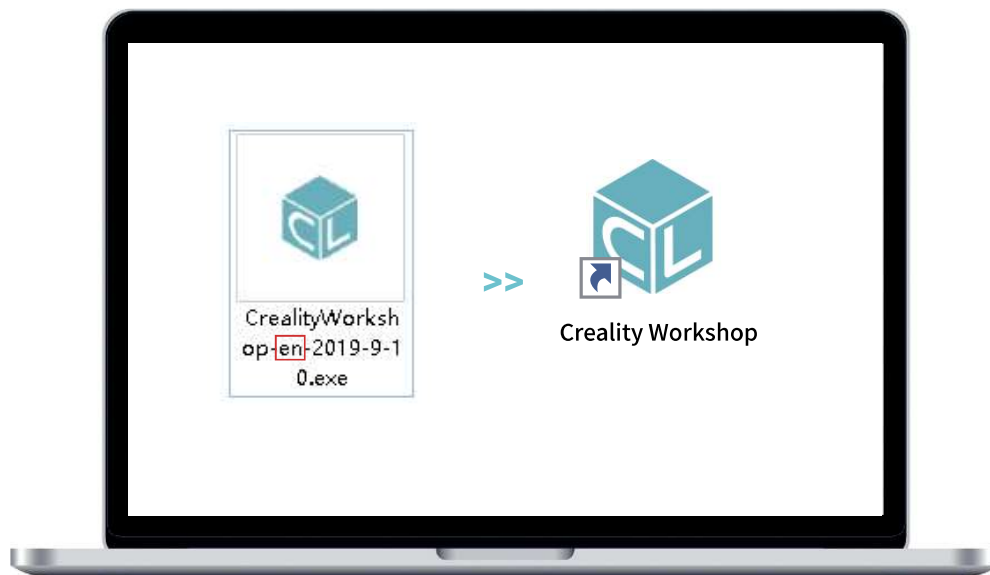 CL
CrealityWorksh
op-en-2019-9-1
0.exe
>>
CL
Creality Workshop